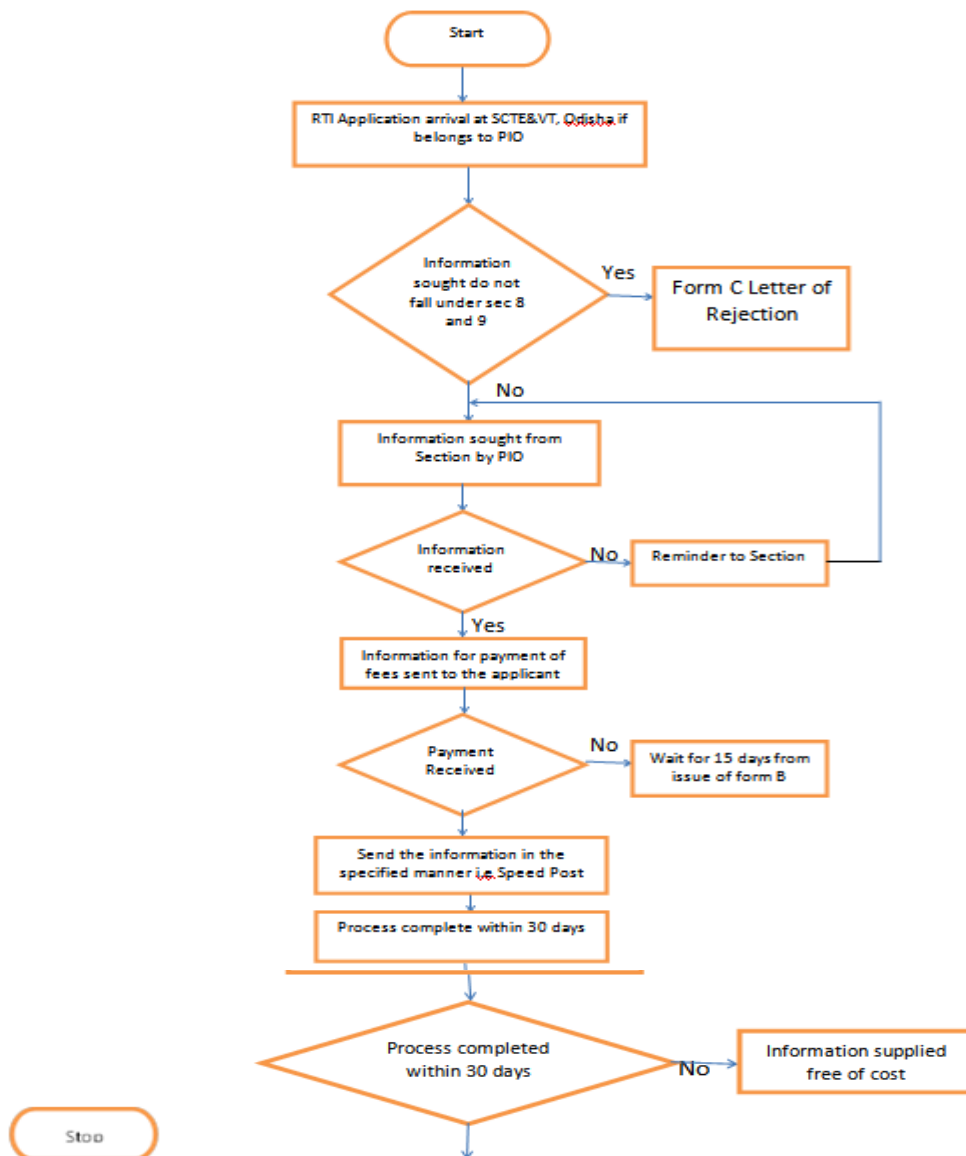 Start
RTI Application arrival at SCTE&VT, Odisha if
belongs to PIO
Information
sought do not
fall under sec 8
and 9
Yes
Form C Letter of
Rejection
No
Information sought from
Section by PIO
Information
received
No
Reminder to Section
Yes
Information for payment of
fees sent to the applicant
Payment
Received
No
Wait for 15 days from
issue of form B
Send the information in the
specified manner i.e Speed Post
Process complete within 30 days
Process completed
within 30 days
No
Information supplied
free of cost
Stop